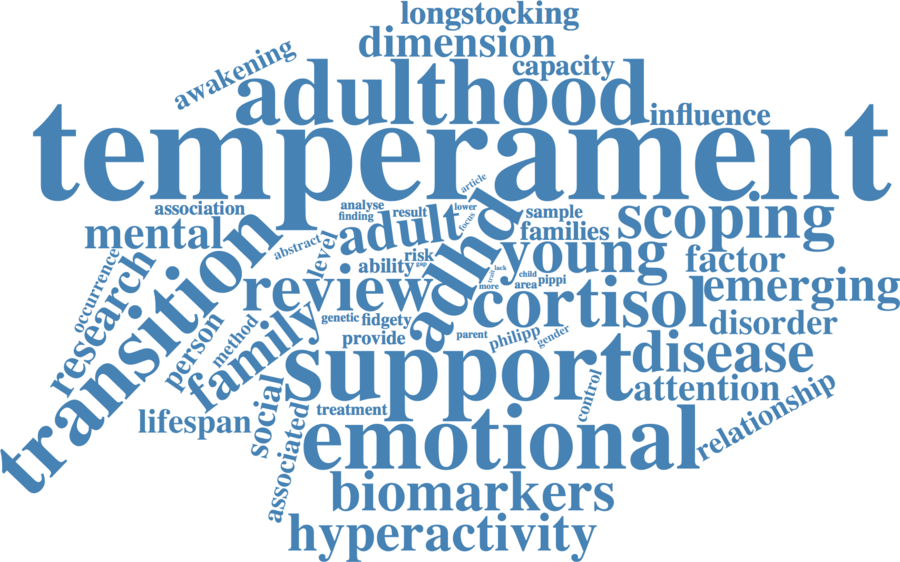 longstocking
dimension
awakening
capacity
adulthood
influence
temperament
article
association
analyse
lower
finding
result
focus
sample
scoping
mental
adult
families
abstract
level
adhd
young
occurrence
transition
research
risk
ability
gap
lack
factor
child
review
more
area
pippi
cortisol
emerging
genetic
fidgety
disorder
person
method
family
provide
parent
philipp
gender
support
disease
control
attention
treatment
lifespan
social
relationship
associated
emotional
biomarkers
hyperactivity